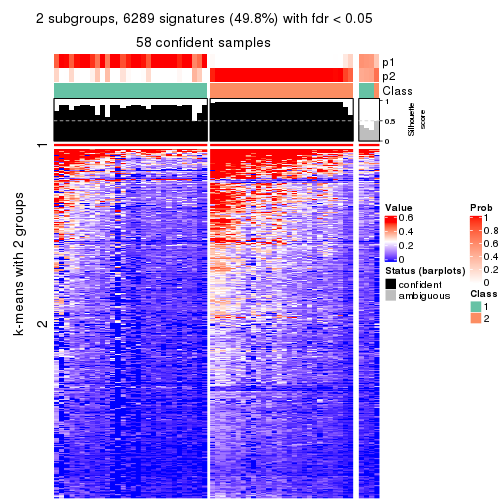 2 subgroups, 6289 signatures (49.8%) with fdr < 0.05
58 confident samples
p1
p2
Class
1
0.5
0
Silhouette
score
k-means with 2 groups
1
2
Value
0.6
0.4
0.2
0
Status (barplots)
confident
ambiguous
Prob
1
0.8
0.6
0.4
0.2
0
Class
1
2